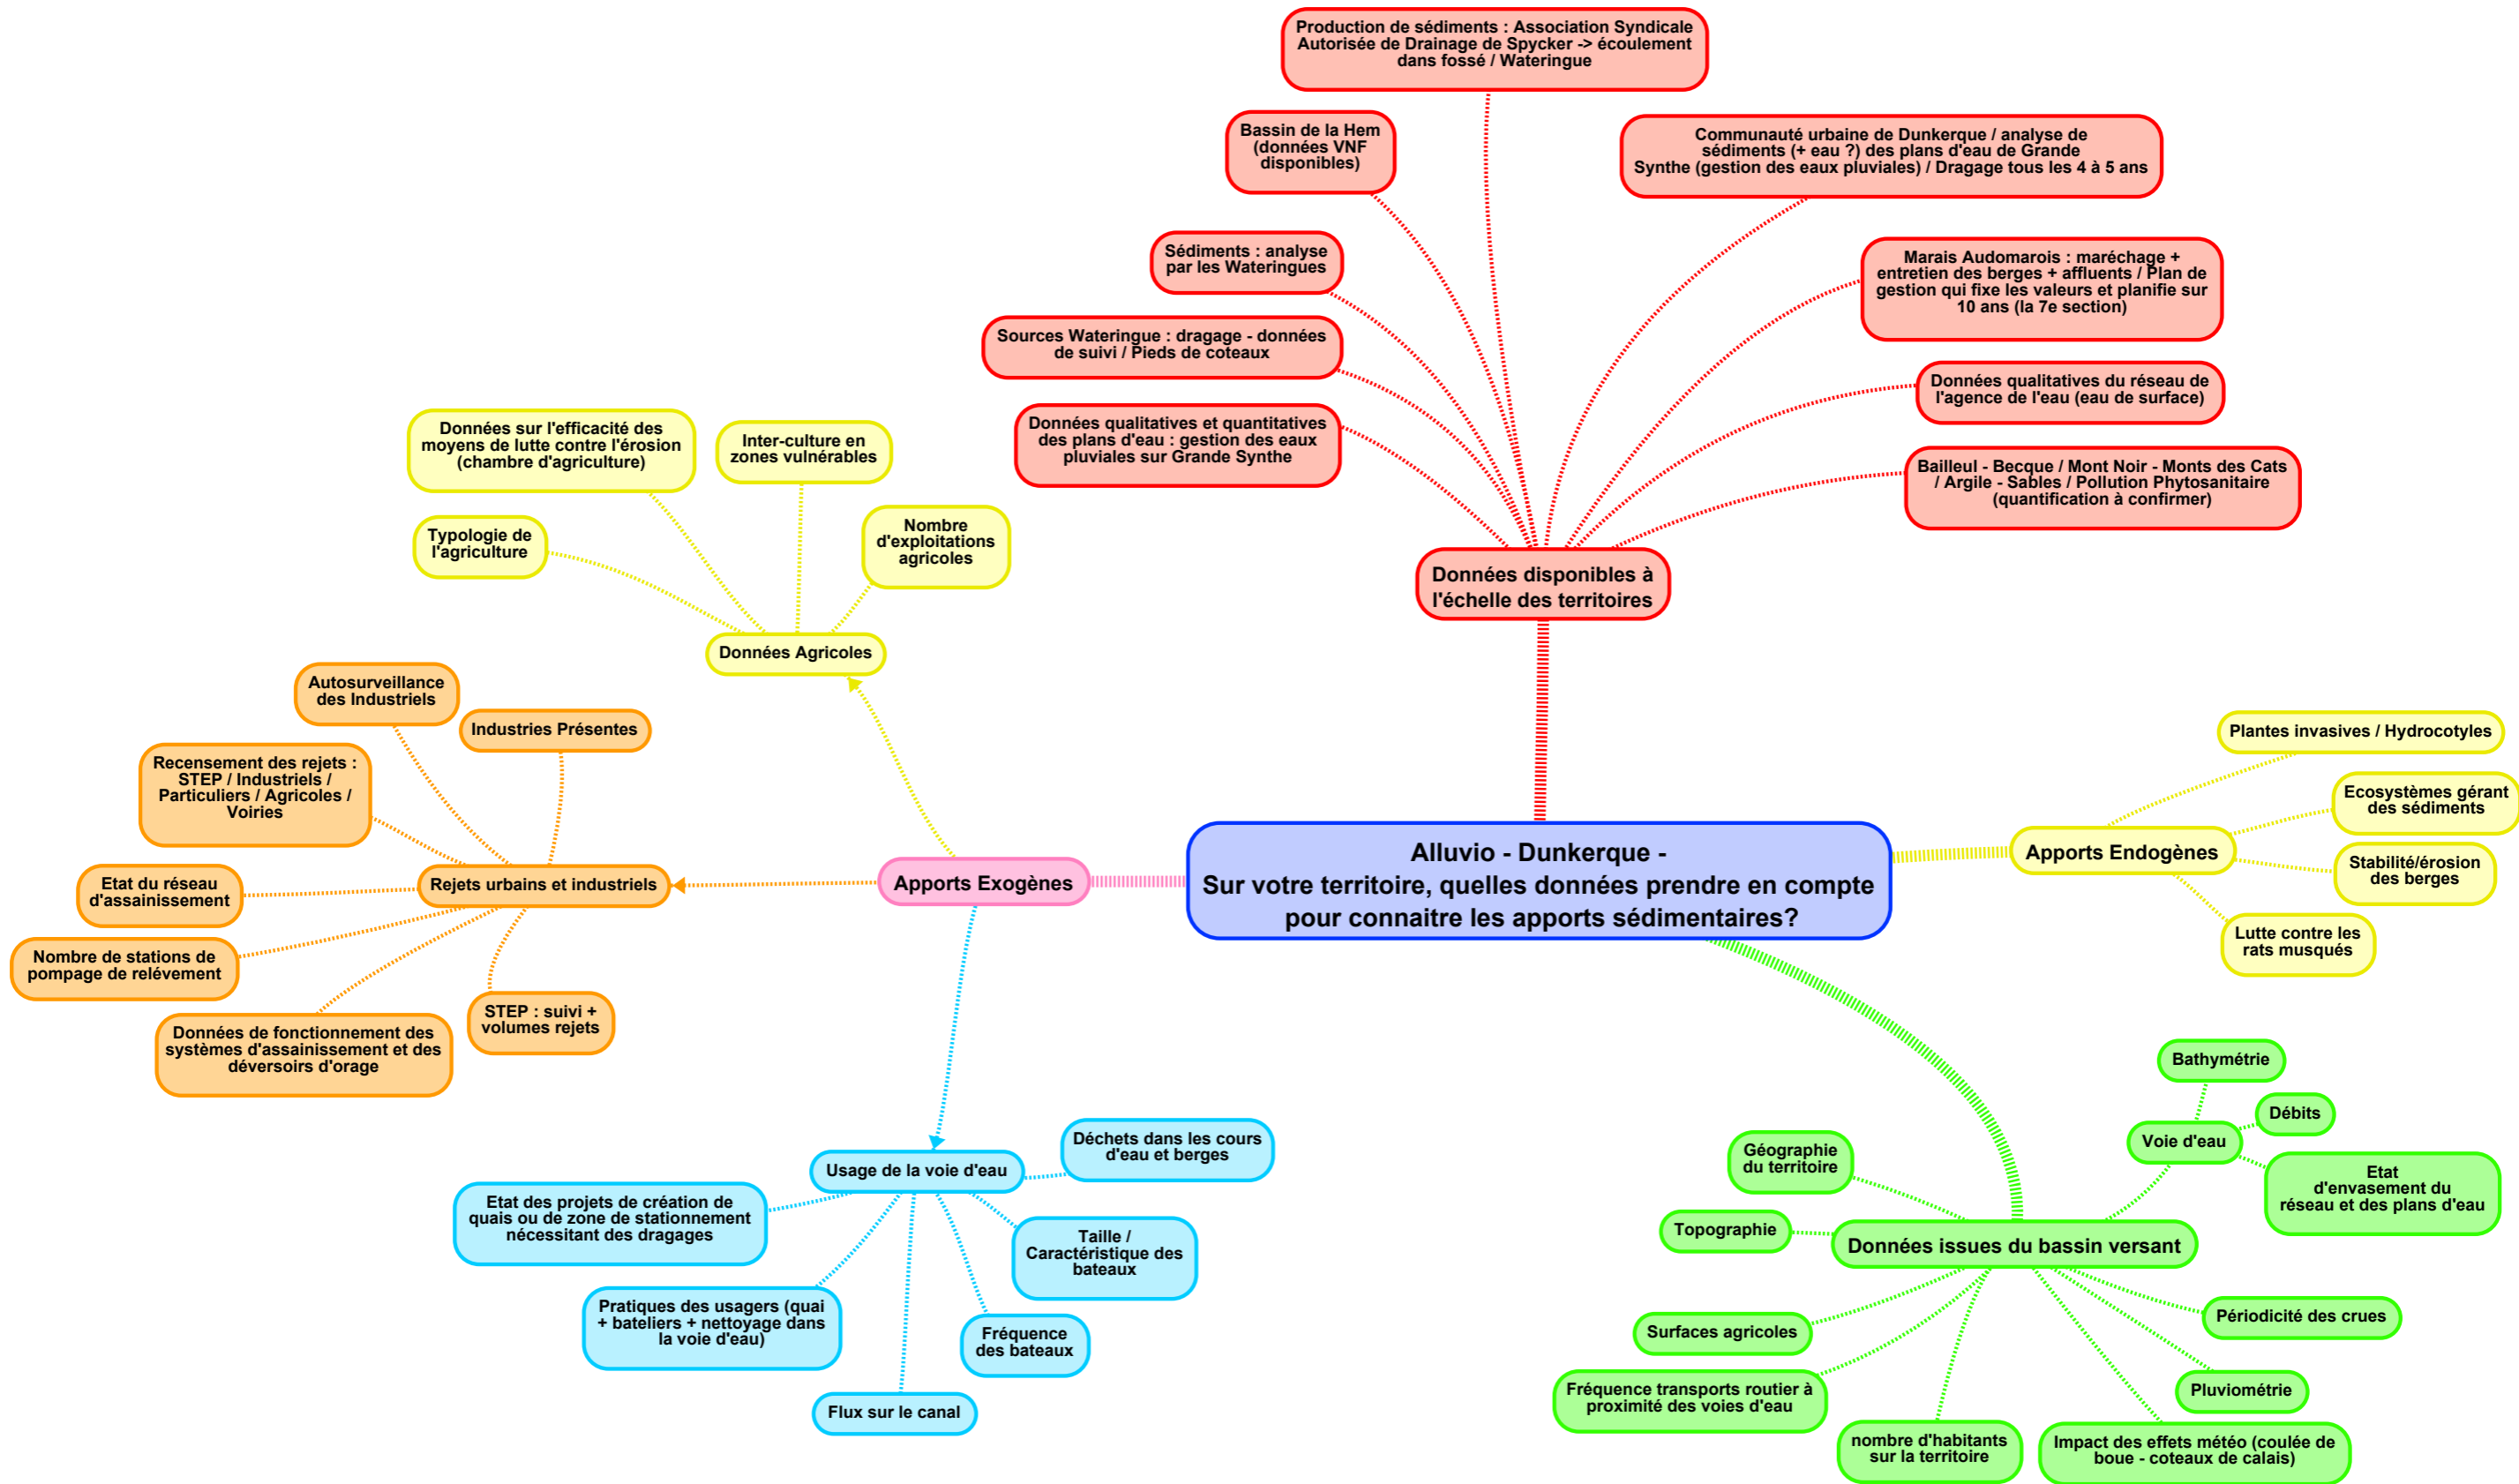 Production de sédiments : Association Syndicale
Autorisée de Drainage de Spycker -> écoulement
dans fossé / Wateringue
Bassin de la Hem
(données VNF
disponibles)
Communauté urbaine de Dunkerque / analyse de
sédiments (+ eau ?) des plans d'eau de Grande
Synthe (gestion des eaux pluviales) / Dragage tous les 4 à 5 ans
Sédiments : analyse
par les Wateringues
Marais Audomarois : maréchage +
entretien des berges + affluents / Plan de
gestion qui fixe les valeurs et planifie sur
10 ans (la 7e section)
Sources Wateringue : dragage - données
de suivi / Pieds de coteaux
Données qualitatives du réseau de
l'agence de l'eau (eau de surface)
Données qualitatives et quantitatives
des plans d'eau : gestion des eaux
pluviales sur Grande Synthe
Bailleul - Becque / Mont Noir - Monts des Cats
/ Argile - Sables / Pollution Phytosanitaire
(quantification à confirmer)
Données disponibles à
l'échelle des territoires
Données sur l'efficacité des
moyens de lutte contre l'érosion
(chambre d'agriculture)
Inter-culture en
zones vulnérables
Typologie de
l'agriculture
Nombre
d'exploitations
agricoles
Données Agricoles
Autosurveillance
des Industriels
Industries Présentes
Recensement des rejets :
STEP / Industriels /
Particuliers / Agricoles /
Voiries
Etat du réseau
d'assainissement
Rejets urbains et industriels
Nombre de stations de
pompage de relévement
Données de fonctionnement des
systèmes d'assainissement et des
déversoirs d'orage
STEP : suivi +
volumes rejets
Apports Exogènes
Alluvio - Dunkerque -
Sur votre territoire, quelles données prendre en compte
pour connaitre les apports sédimentaires?
Plantes invasives / Hydrocotyles
Ecosystèmes gérant
des sédiments
Apports Endogènes
Stabilité/érosion
des berges
Lutte contre les
rats musqués
Usage de la voie d'eau
Déchets dans les cours
d'eau et berges
Etat des projets de création de
quais ou de zone de stationnement
nécessitant des dragages
Taille /
Caractéristique des
bateaux
Pratiques des usagers (quai
+ bateliers + nettoyage dans
la voie d'eau)
Fréquence
des bateaux
Flux sur le canal
Bathymétrie
Débits
Voie d'eau
Etat
d'envasement du
réseau et des plans d'eau
Géographie
du territoire
Topographie
Données issues du bassin versant
Surfaces agricoles
Périodicité des crues
Fréquence transports routier à
proximité des voies d'eau
Pluviométrie
nombre d'habitants
sur la territoire
Impact des effets météo (coulée de
boue - coteaux de calais)